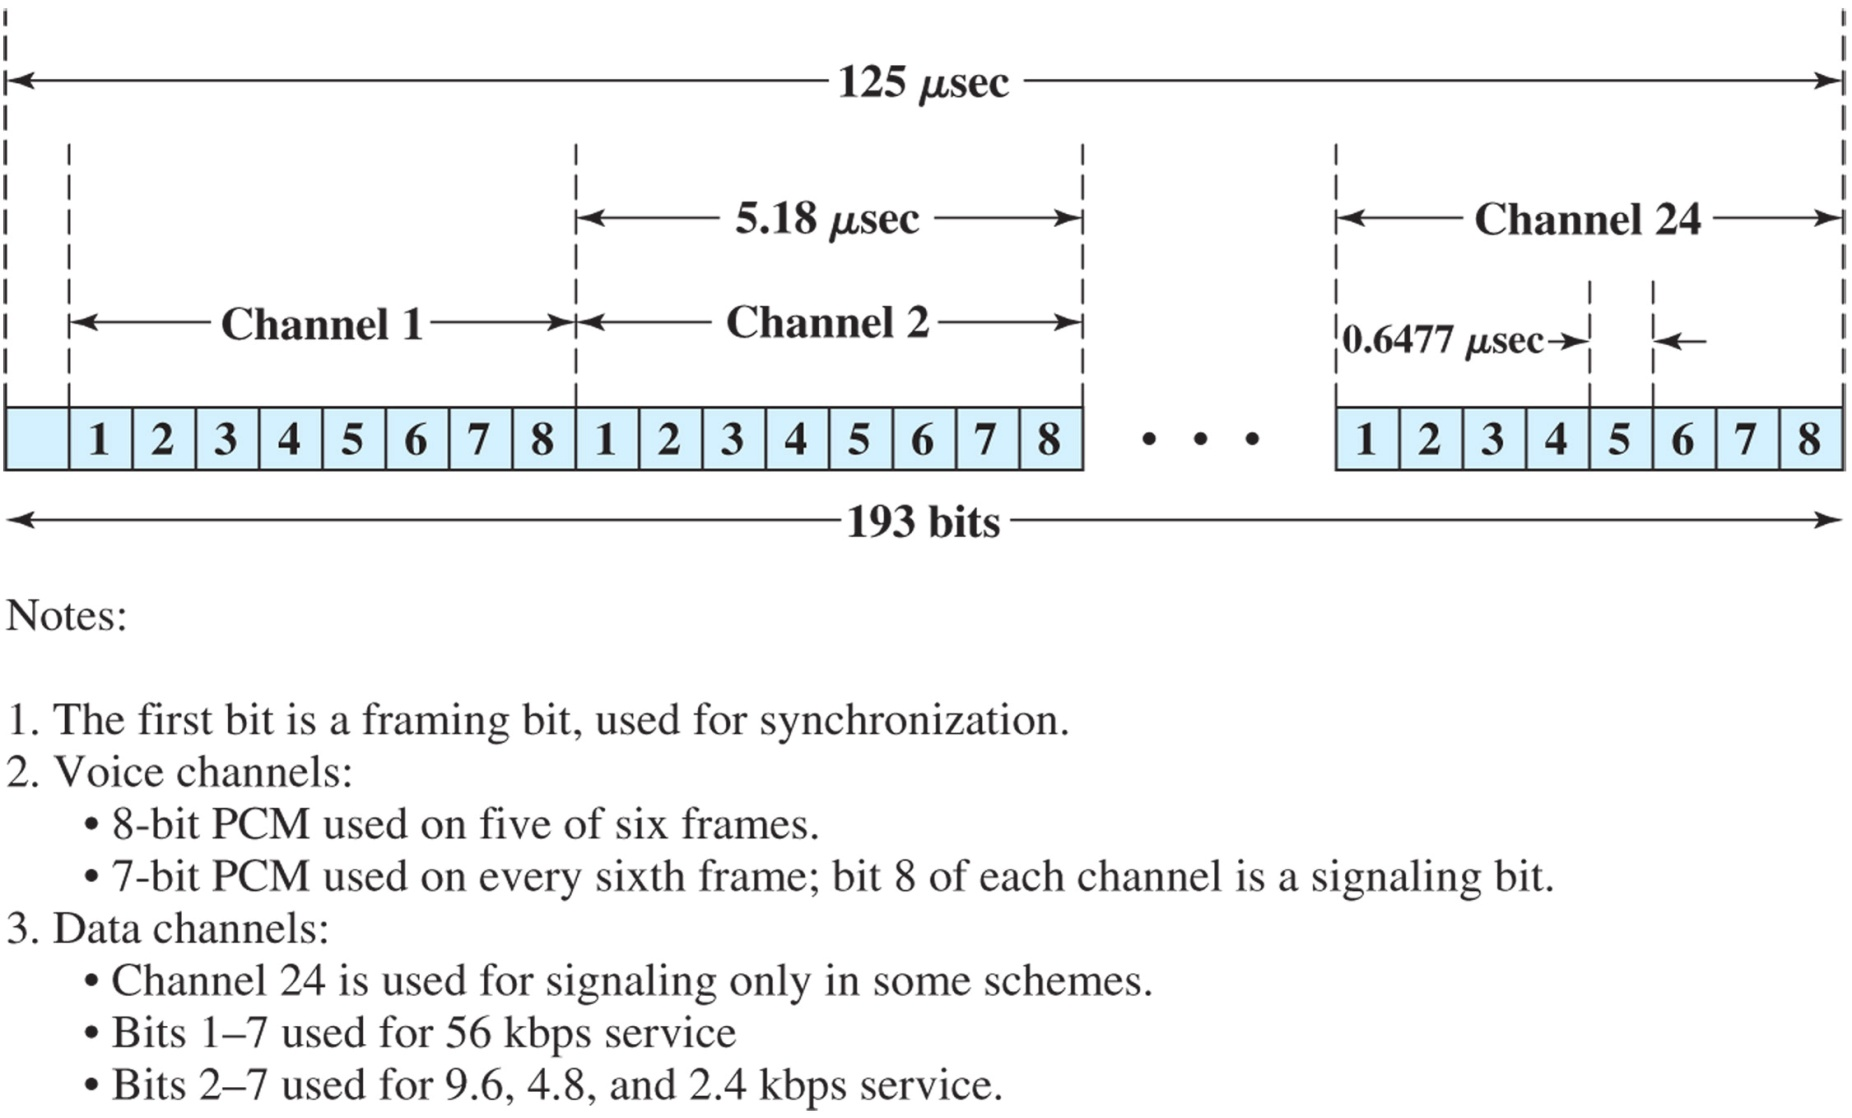 125 μsec
5.18 μsec
Channel 24
Channel 1
Channel 2
0.6477 μsec
1 2 3 4 5 6 7 8 1 2 3 4 5 6 7 8 • • • 1 2 3 4 5 6 7 8
193 bits
Notes:
1. The first bit is a framing bit, used for synchronization.
2. Voice channels:
• 8-bit PCM used on five of six frames.
• 7-bit PCM used on every sixth frame; bit 8 of each channel is a signaling bit.
3. Data channels:
• Channel 24 is used for signaling only in some schemes.
• Bits 1–7 used for 56 kbps service
• Bits 2–7 used for 9.6, 4.8, and 2.4 kbps service.